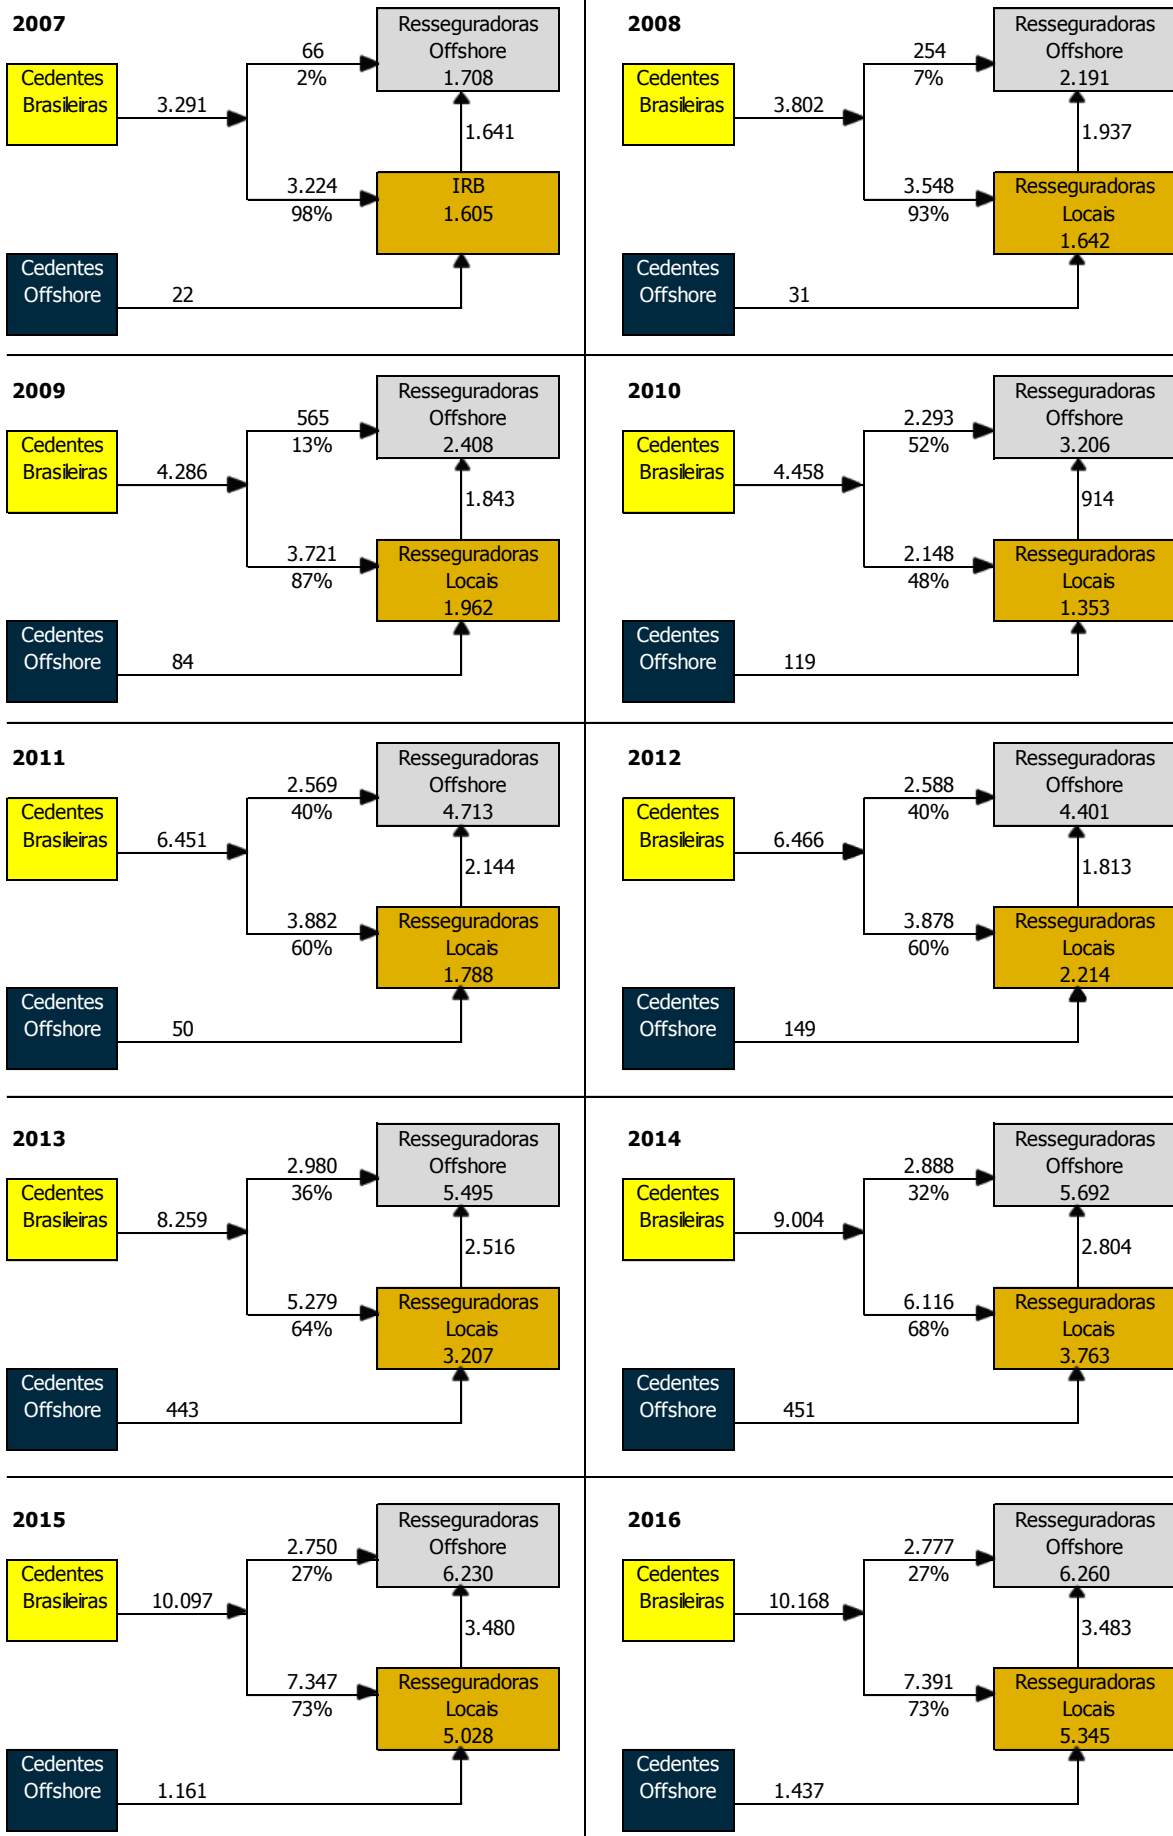 2007
Cedentes
Brasileiras
3.291
66
2%
Resseguradoras
Offshore
1.708
1.641
3.224
98%
IRB
1.605
Cedentes
Offshore
22
2008
Cedentes
Brasileiras
3.802
254
7%
Resseguradoras
Offshore
2.191
1.937
3.548
93%
Resseguradoras
Locais
1.642
Cedentes
Offshore
31
2009
Cedentes
Brasileiras
4.286
565
13%
Resseguradoras
Offshore
2.408
1.843
3.721
87%
Resseguradoras
Locais
1.962
Cedentes
Offshore
84
2010
Cedentes
Brasileiras
4.458
2.293
52%
Resseguradoras
Offshore
3.206
914
2.148
48%
Resseguradoras
Locais
1.353
Cedentes
Offshore
119
2011
Cedentes
Brasileiras
6.451
2.569
40%
Resseguradoras
Offshore
4.713
2.144
3.882
60%
Resseguradoras
Locais
1.788
Cedentes
Offshore
50
2012
Cedentes
Brasileiras
6.466
2.588
40%
Resseguradoras
Offshore
4.401
1.813
3.878
60%
Resseguradoras
Locais
2.214
Cedentes
Offshore
149
2013
Cedentes
Brasileiras
8.259
2.980
36%
Resseguradoras
Offshore
5.495
2.516
5.279
64%
Resseguradoras
Locais
3.207
Cedentes
Offshore
443
2014
Cedentes
Brasileiras
9.004
2.888
32%
Resseguradoras
Offshore
5.692
2.804
6.116
68%
Resseguradoras
Locais
3.763
Cedentes
Offshore
451
2015
Cedentes
Brasileiras
10.097
2.750
27%
Resseguradoras
Offshore
6.230
3.480
7.347
73%
Resseguradoras
Locais
5.028
Cedentes
Offshore
1.161
2016
Cedentes
Brasileiras
10.168
2.777
27%
Resseguradoras
Offshore
6.260
3.483
7.391
73%
Resseguradoras
Locais
5.345
Cedentes
Offshore
1.437